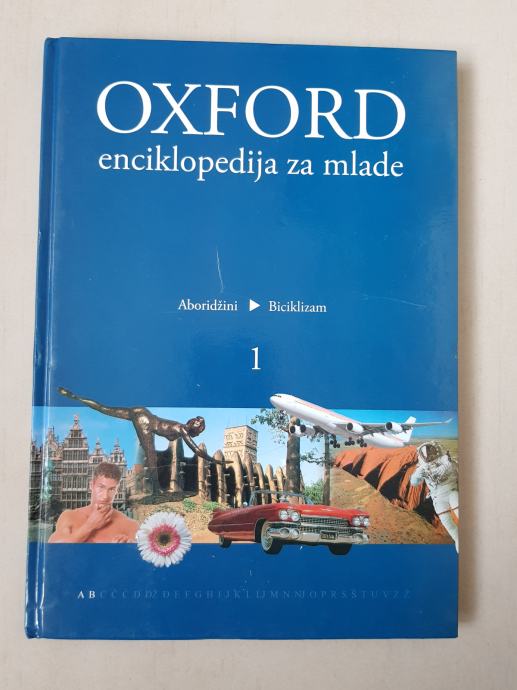 OXFORD
enciklopedija za mlade
Aboridžini ▶ Biciklizam
1
A B C Č Ć D DŽ Đ E F G H I J K L LJ M N NJ O P R S Š T U V Z Ž